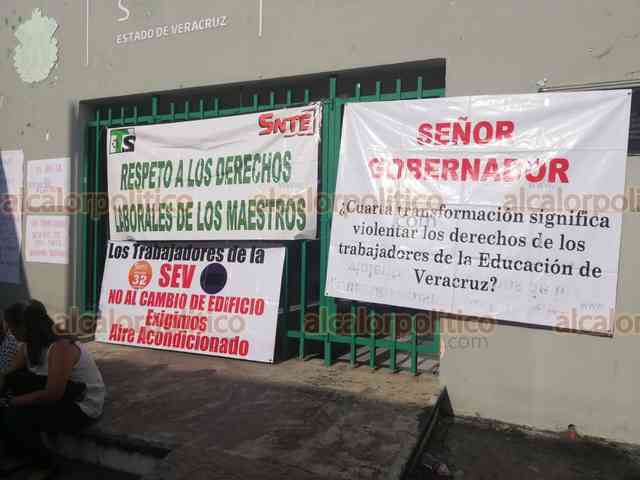 S
ESTADO DE VERACRUZ
ETS
SNTE
RESPETO A LOS DERECHOS
LABORALES DE LOS MAESTROS
Los Trabajadores de la
32
SEV
NO AL CAMBIO DE EDIFICIO
Exigimos
Aire Acondicionado
SEÑOR
GOBERNADOR
¿Cuarta transformación significa
violentar los derechos de los
trabajadores de la Educación de
Veracruz?
alcalorpolitico
.com